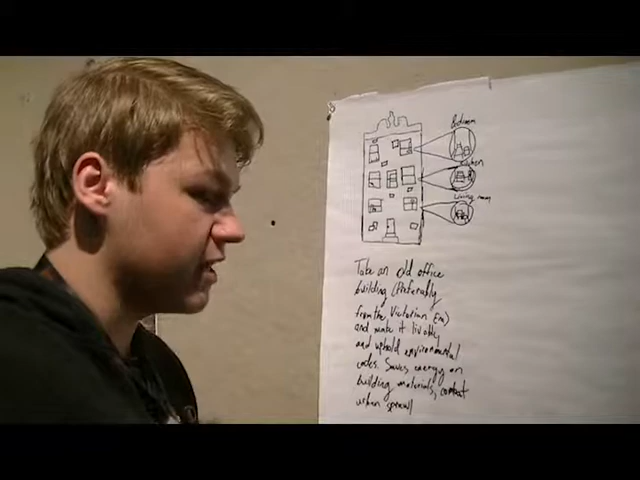 Bedroom
Kitchen
Living room
Take an old office
building (Preferably
from the Victorian Era)
and make it livable
and uphold environmental
codes. Saves energy on
building materials, combat
urban sprawl